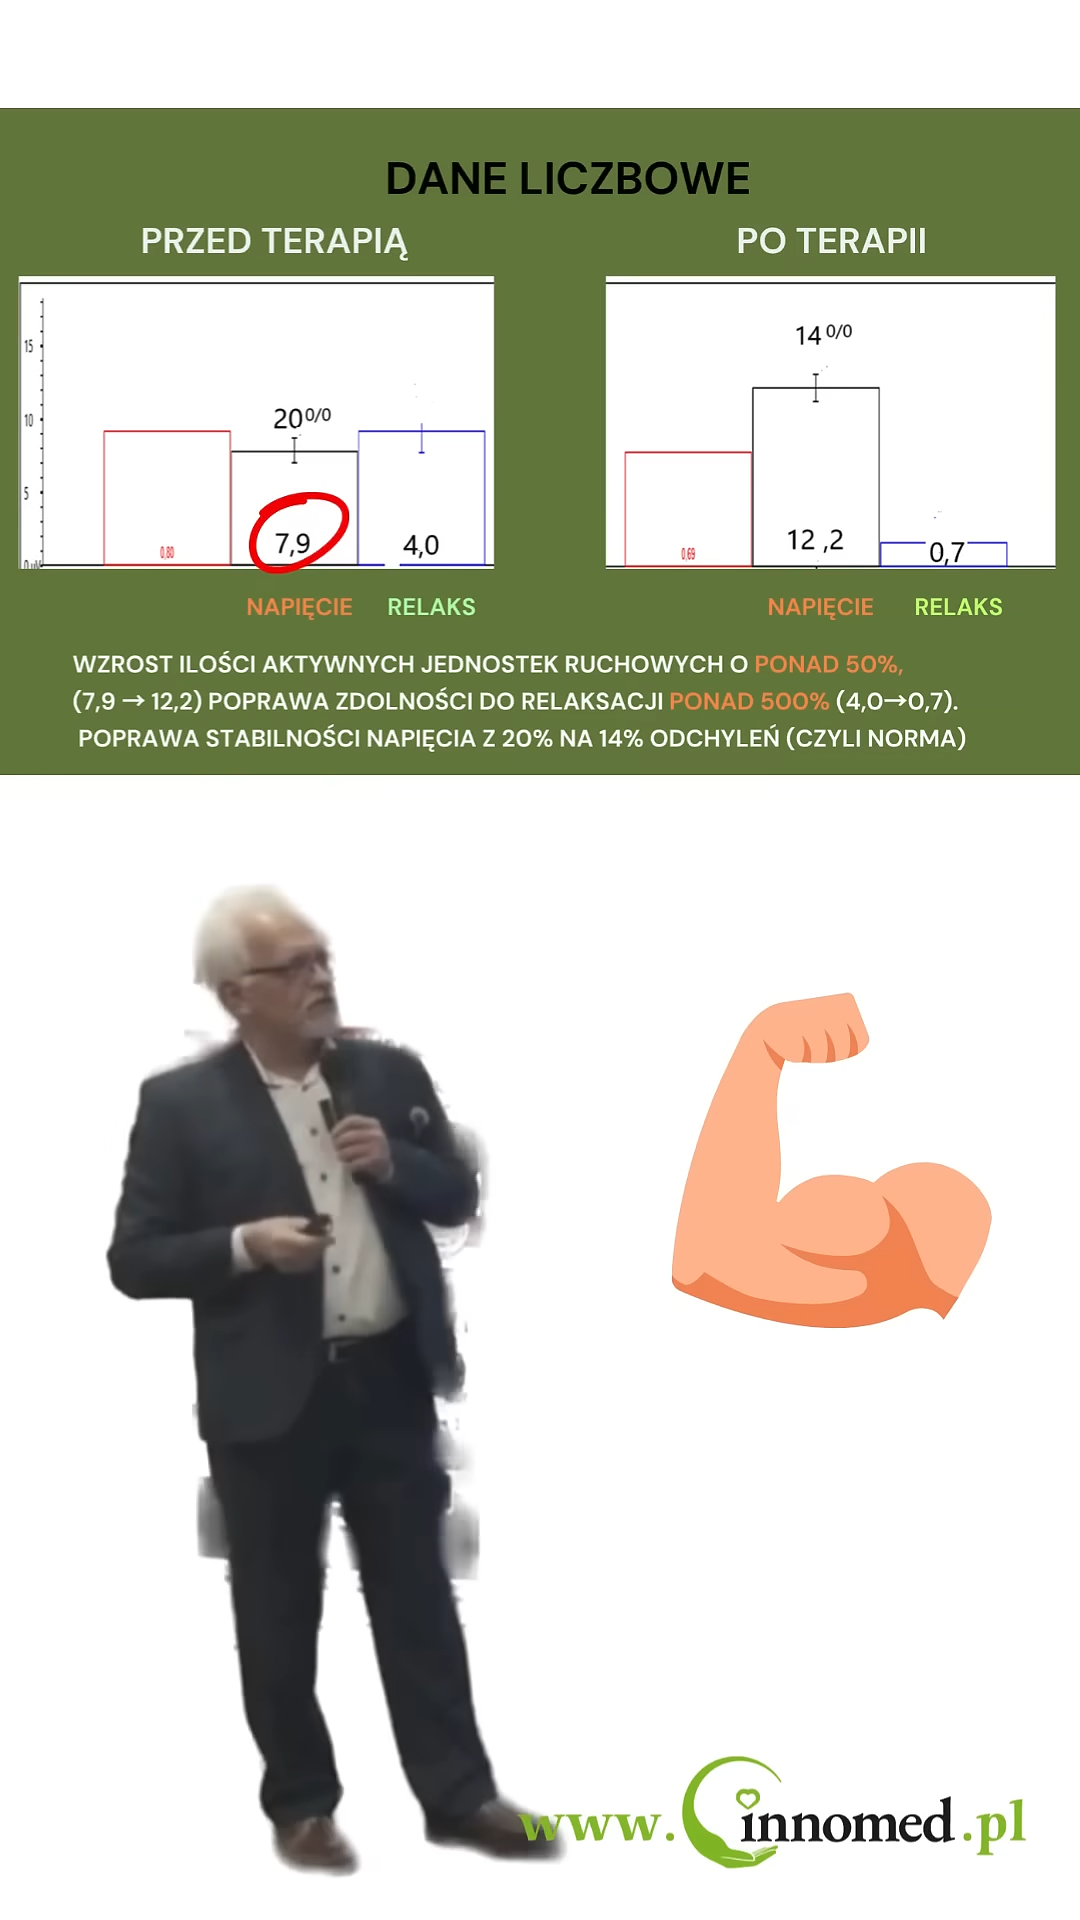 DANE LICZBOWE
PRZED TERAPIĄ
PO TERAPII
15
10
5
20 0/0
7,9
4,0
0,80
14 0/0
12 ,2
0,7
0,69
NAPIĘCIE RELAKS
NAPIĘCIE RELAKS
WZROST ILOŚCI AKTYWNYCH JEDNOSTEK RUCHOWYCH O PONAD 50%,
(7,9 → 12,2) POPRAWA ZDOLNOŚCI DO RELAKSACJI PONAD 500% (4,0→0,7).
POPRAWA STABILNOŚCI NAPIĘCIA Z 20% NA 14% ODCHYLEŃ (CZYLI NORMA)
www.innomed.pl